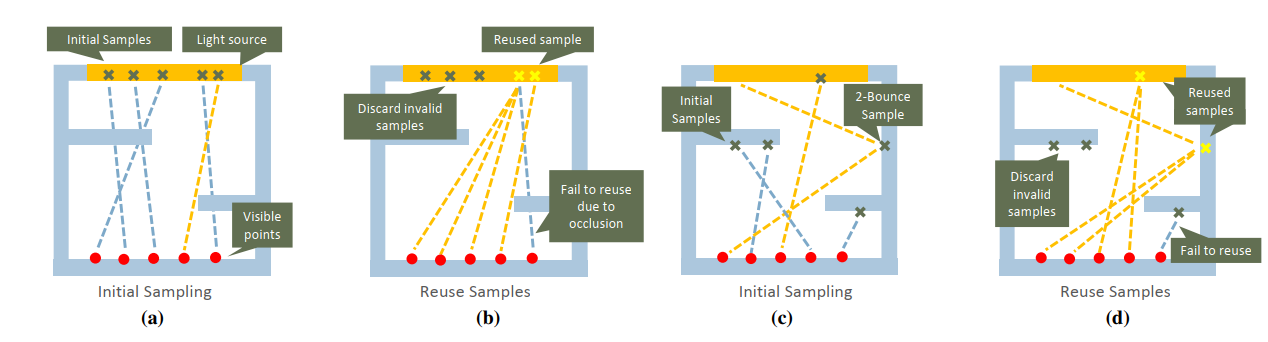 Initial Samples
Light source
Visible
points
Initial Sampling
(a)
Reused sample
Discard invalid
samples
Fail to reuse
due to
occlusion
Reuse Samples
(b)
Initial
Samples
2-Bounce
Sample
Initial Sampling
(c)
Reused
samples
Discard
invalid
samples
Fail to reuse
Reuse Samples
(d)